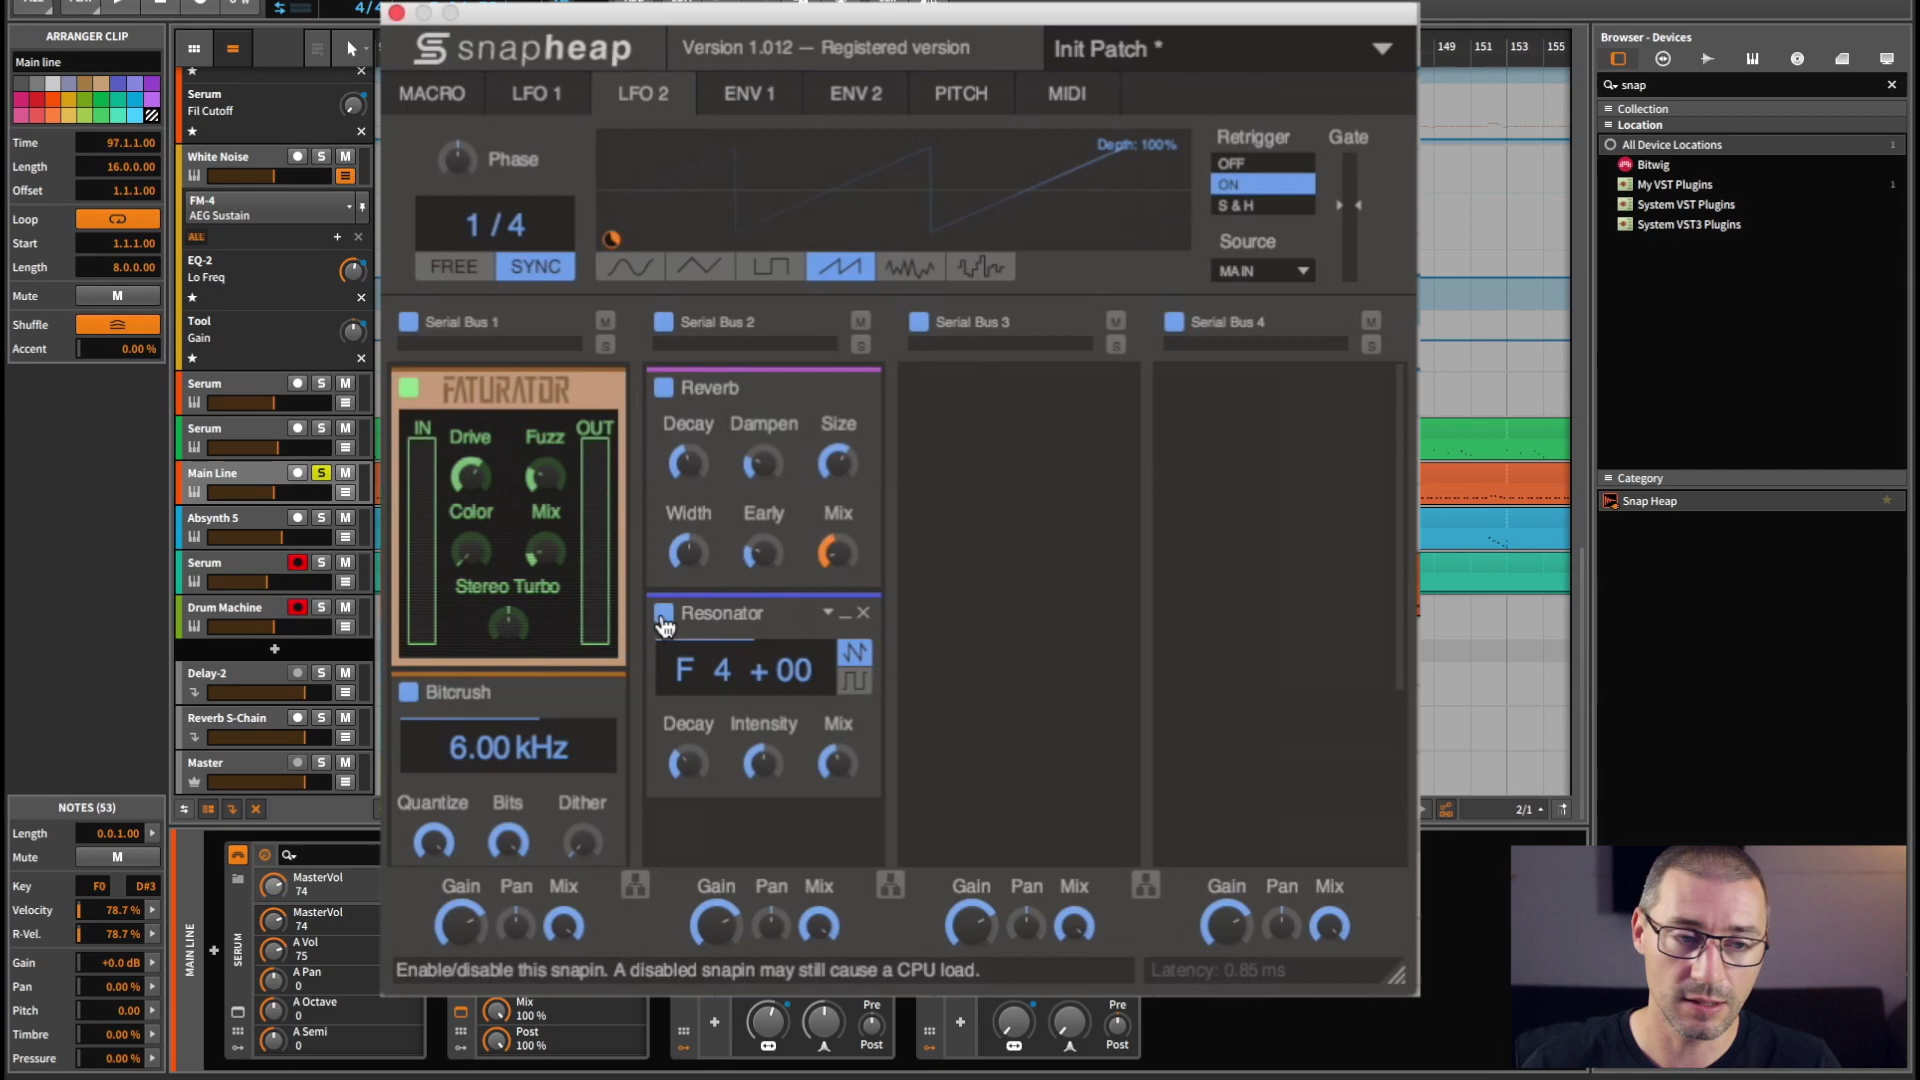 ARRANGER CLIP
Main line
Time 97.1.1.00
Length 16.0.0.00
Offset 1.1.1.00
Loop
Start 1.1.1.00
Length 8.0.0.00
Mute M
Shuffle
Accent 0.00 %
NOTES (53)
Length 0.0.1.00
Mute M
Key F0 D#3
Velocity 78.7 %
R-Vel. 78.7 %
Gain +0.0 dB
Pan 0.00 %
Pitch 0.00
Timbre 0.00 %
Pressure 0.00 %
Serum
Fil Cutoff
White Noise S M
FM-4
AEG Sustain
ALL
EQ-2
Lo Freq
Tool
Gain
Serum S M
Serum S M
Main Line S M
Absynth 5 S M
Serum S M
Drum Machine S M
Delay-2 S M
Reverb S-Chain S M
Master S M
MAIN LINE
SERUM
MasterVol
74
MasterVol
74
A Vol
75
A Pan
0
A Octave
0
A Semi
0
snapheap
Version 1.012 — Registered version
Init Patch *
MACRO LFO 1 LFO 2 ENV 1 ENV 2 PITCH MIDI
Phase
1 / 4
FREE SYNC
Depth: 100%
Retrigger
OFF
ON
S & H
Source
MAIN
Gate
Serial Bus 1 M S
Serial Bus 2 M S
Serial Bus 3 M S
Serial Bus 4 M S
FATURATOR
IN OUT
Drive Fuzz
Color Mix
Stereo Turbo
Bitcrush
6.00 kHz
Quantize Bits Dither
Reverb
Decay Dampen Size
Width Early Mix
Resonator
F 4 + 00
Decay Intensity Mix
Gain Pan Mix
Gain Pan Mix
Gain Pan Mix
Gain Pan Mix
Enable/disable this snapin. A disabled snapin may still cause a CPU load.
Latency: 0.85 ms
Mix
100 %
Post
100 %
Pre
Post
Pre
Post
149 151 153 155
2/1
Browser - Devices
snap
Collection
Location
All Device Locations 1
Bitwig
My VST Plugins 1
System VST Plugins
System VST3 Plugins
Category
Snap Heap